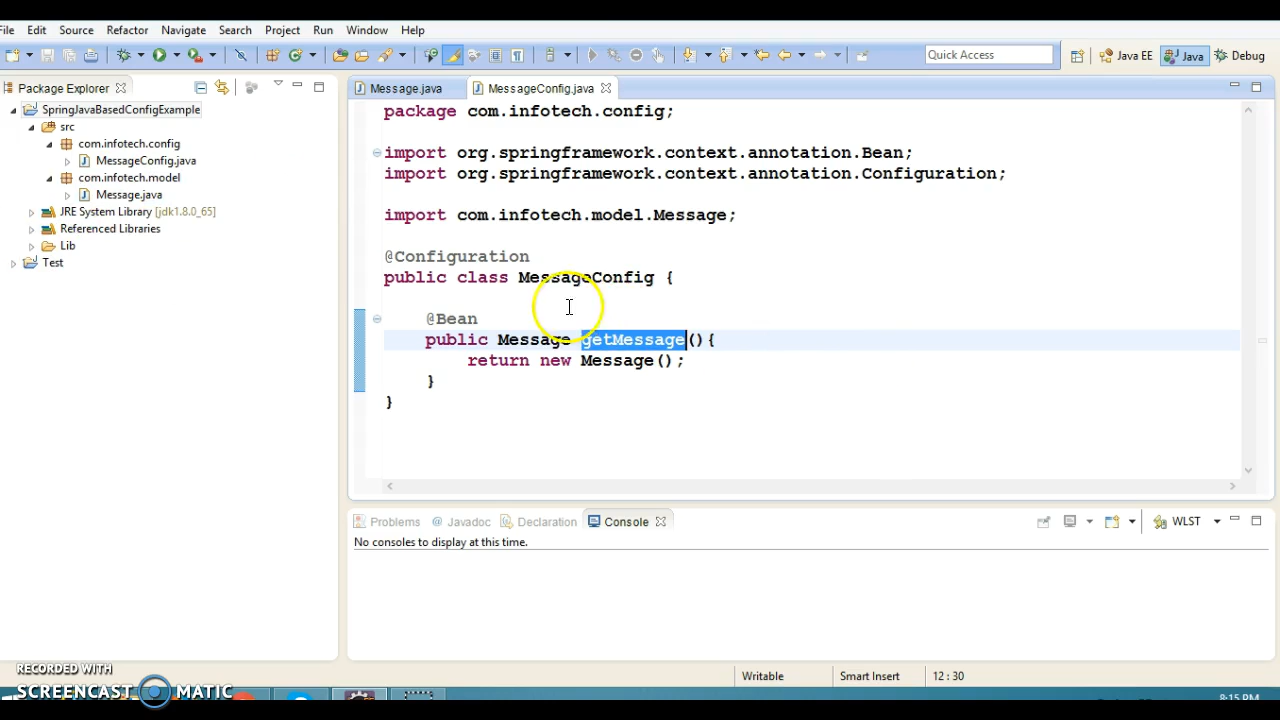 File Edit Source Refactor Navigate Search Project Run Window Help
Quick Access Java EE Java Debug
Package Explorer
SpringJavaBasedConfigExample
src
com.infotech.config
MessageConfig.java
com.infotech.model
Message.java
JRE System Library [jdk1.8.0_65]
Referenced Libraries
Lib
Test
Message.java MessageConfig.java
package com.infotech.config;
import org.springframework.context.annotation.Bean;
import org.springframework.context.annotation.Configuration;
import com.infotech.model.Message;
@Configuration
public class MessageConfig {
@Bean
public Message getMessage(){
return new Message();
}
}
Problems @ Javadoc Declaration Console WLST
No consoles to display at this time.
Writable Smart Insert 12 : 30
RECORDED WITH
SCREENCAST MATIC
8:15 PM